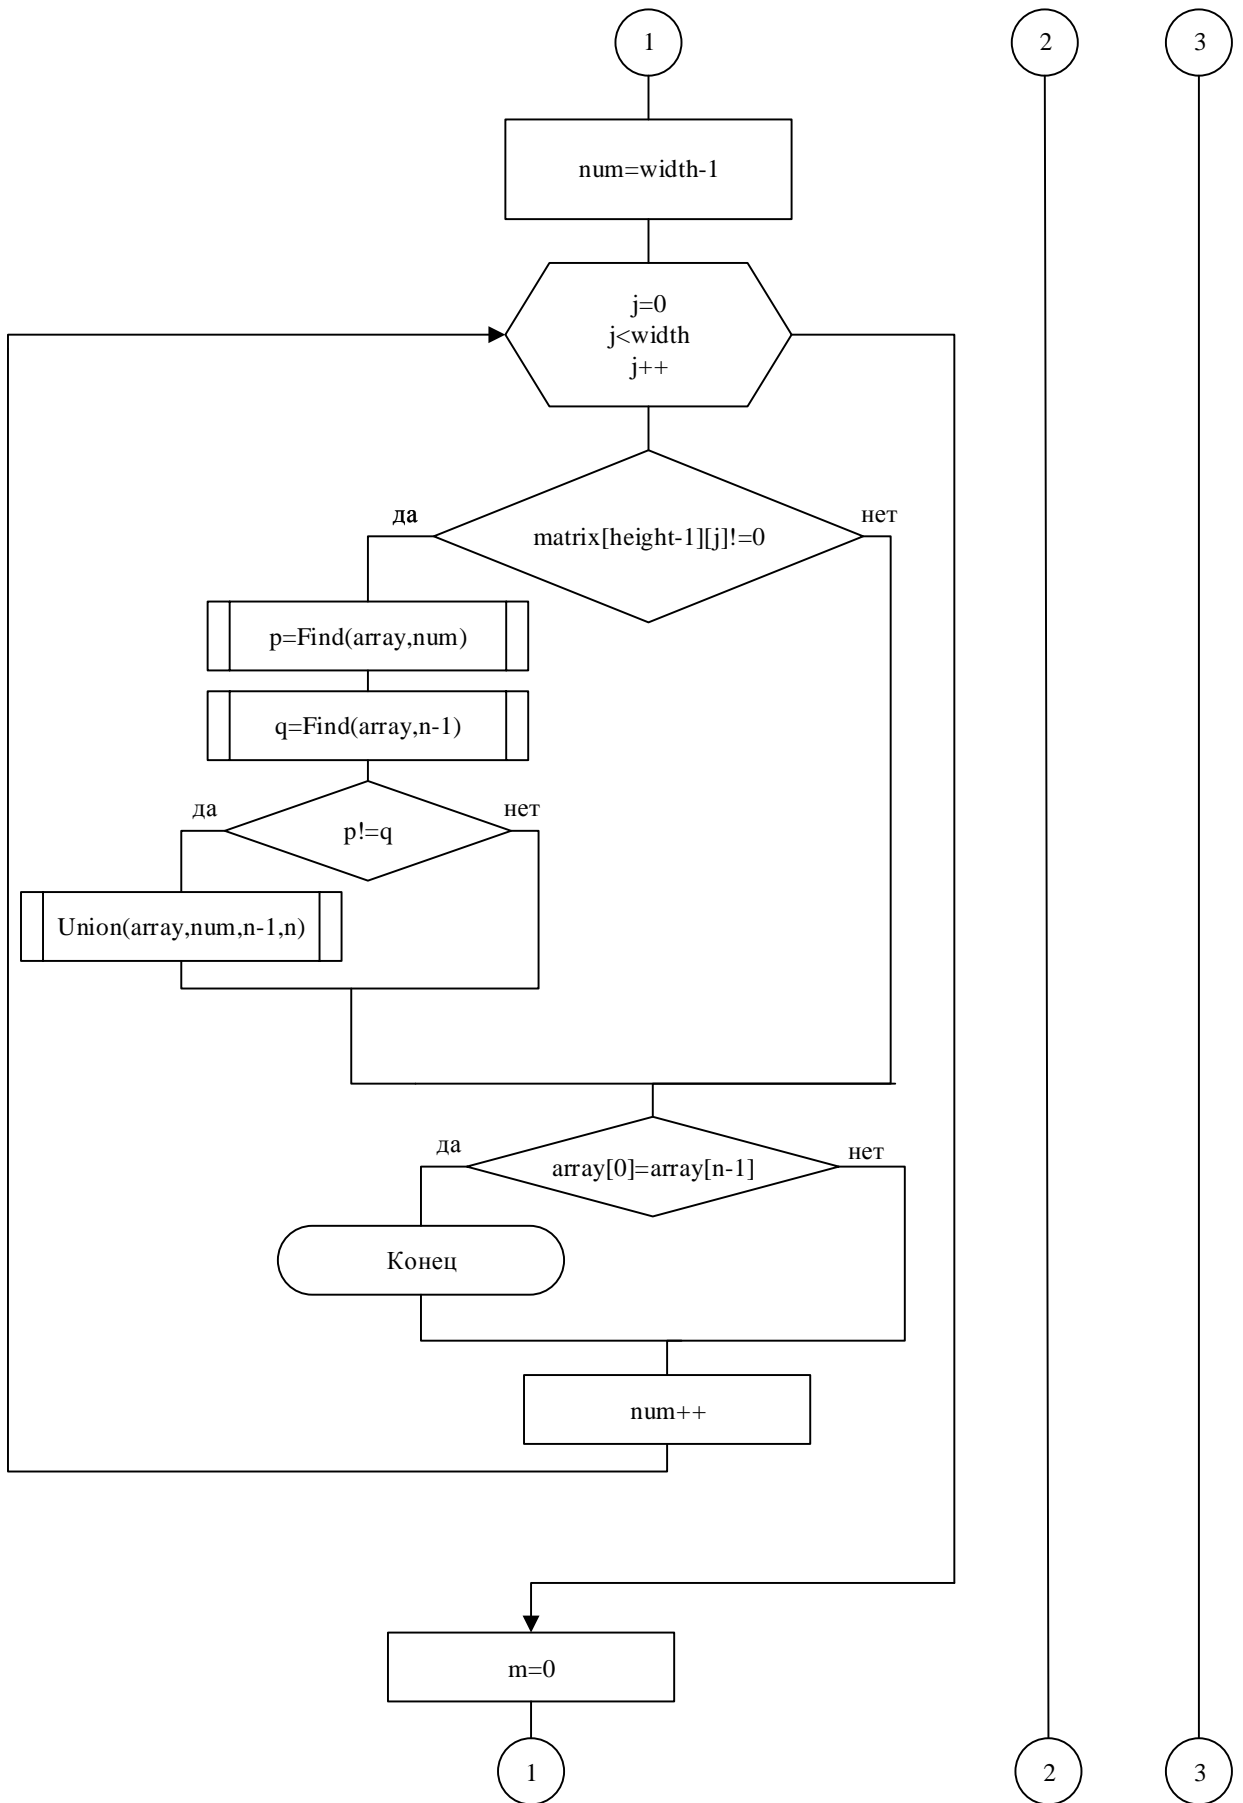 1
2
3
num=width-1
j=0
j<width
j++
да
нет
matrix[height-1][j]!=0
p=Find(array,num)
q=Find(array,n-1)
да
нет
p!=q
Union(array,num,n-1,n)
да
нет
array[0]=array[n-1]
Конец
num++
m=0
1
2
3